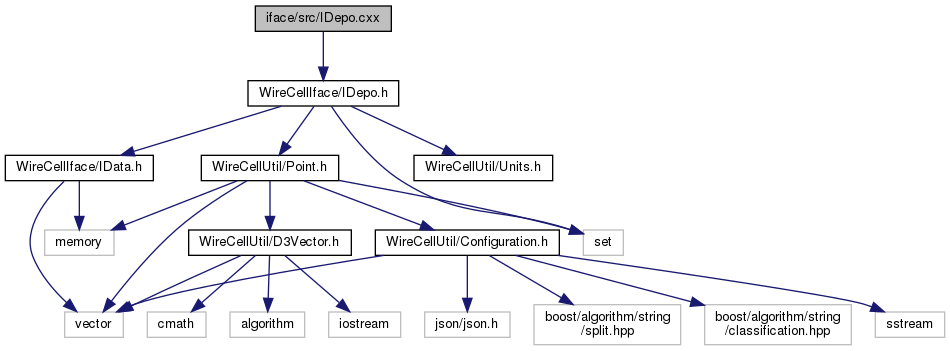 iface/src/IDepo.cxx
WireCellIface/IDepo.h
WireCellIface/IData.h
WireCellUtil/Point.h
WireCellUtil/Units.h
memory
WireCellUtil/D3Vector.h
WireCellUtil/Configuration.h
set
vector
cmath
algorithm
iostream
json/json.h
boost/algorithm/string
/split.hpp
boost/algorithm/string
/classification.hpp
sstream